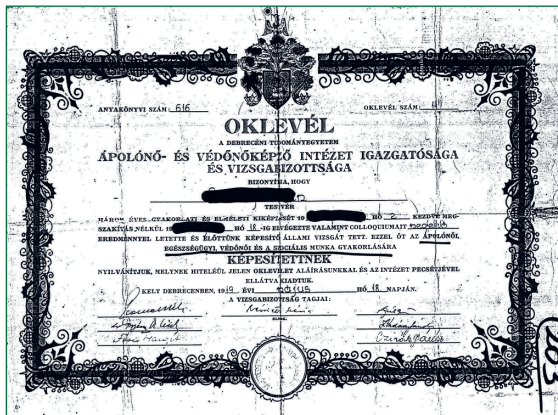 ANYAKÖNYVI SZÁM: 616 OKLEVÉL SZÁM:
OKLEVÉL
A DEBRECENI TUDOMÁNYEGYETEM
ÁPOLÓNŐ- ÉS VÉDŐNŐKÉPZŐ INTÉZET IGAZGATÓSÁGA
ÉS VIZSGABIZOTTSÁGA
BIZONYÍTJA, HOGY
TESTVÉR
HÁROM ÉVES GYAKORLATI ÉS ELMÉLETI KIKÉPZÉSÉT 19 HÓ 2 KEZDVE MEG-
SZAKÍTÁS NÉLKÜL 19 HÓ 18-IG ELVÉGEZTE VALAMINT COLLOQUIUMAIT
EREDMÉNNYEL LETETTE ÉS ELŐTTÜNK KÉPESÍTŐ ÁLLAMI VIZSGÁT TETT. EZZEL ŐT AZ ÁPOLÓNŐI,
EGÉSZSÉGÜGYI, VÉDŐNŐI ÉS A SZOCIÁLIS MUNKA GYAKORLÁSÁRA
KÉPESÍTETTNEK
NYILVÁNÍTJUK, MELYNEK HITELÉÜL JELEN OKLEVELET ALÁÍRÁSUNKKAL ÉS AZ INTÉZET PECSÉTJÉVEL
ELLÁTVA KIADTUK.
KELT DEBRECENBEN, 1949 ÉVI HÓ 18. NAPJÁN.
A VIZSGABIZOTTSÁG TAGJAI:
ELNÖK.